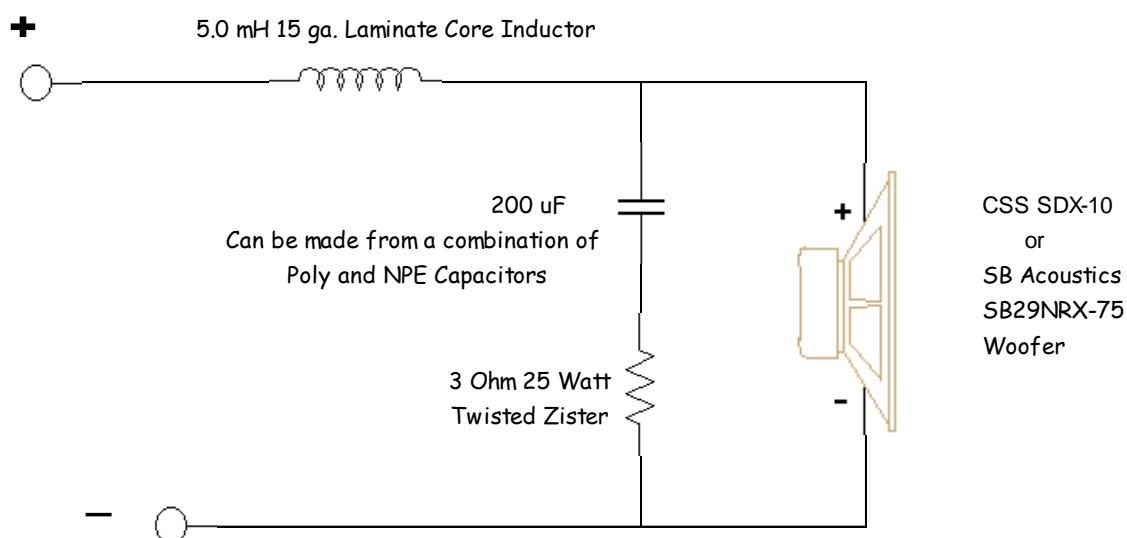 +
5.0 mH 15 ga. Laminate Core Inductor
200 uF
Can be made from a combination of
Poly and NPE Capacitors
3 Ohm 25 Watt
Twisted Zister
+
-
CSS SDX-10
or
SB Acoustics
SB29NRX-75
Woofer
−